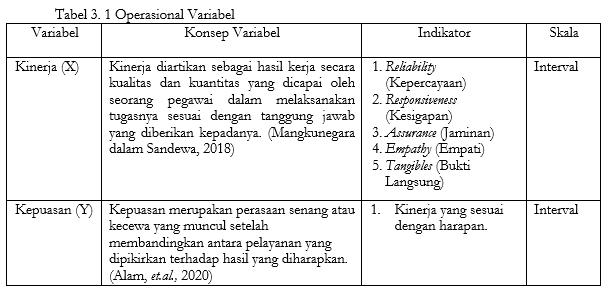 Tabel 3. 1 Operasional Variabel
Variabel Konsep Variabel Indikator Skala
Kinerja (X)
Kinerja diartikan sebagai hasil kerja secara
kualitas dan kuantitas yang dicapai oleh
seorang pegawai dalam melaksanakan
tugasnya sesuai dengan tanggung jawab
yang diberikan kepadanya. (Mangkunegara
dalam Sandewa, 2018)
1. Reliability
(Kepercayaan)
2. Responsiveness
(Kesigapan)
3. Assurance (Jaminan)
4. Empathy (Empati)
5. Tangibles (Bukti
Langsung)
Interval
Kepuasan (Y)
Kepuasan merupakan perasaan senang atau
kecewa yang muncul setelah
membandingkan antara pelayanan yang
dipikirkan terhadap hasil yang diharapkan.
(Alam, et.al., 2020)
1. Kinerja yang sesuai
dengan harapan.
Interval